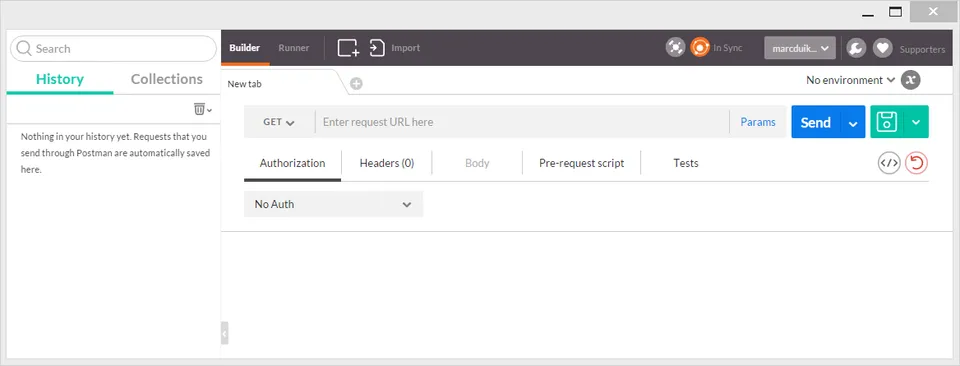 Search
History
Collections
Nothing in your history yet. Requests that you
send through Postman are automatically saved
here.
Builder
Runner
Import
In Sync
marcduik...
Supporters
New tab
No environment
x
GET
Enter request URL here
Params
Send
Authorization
Headers (0)
Body
Pre-request script
Tests
</>
No Auth